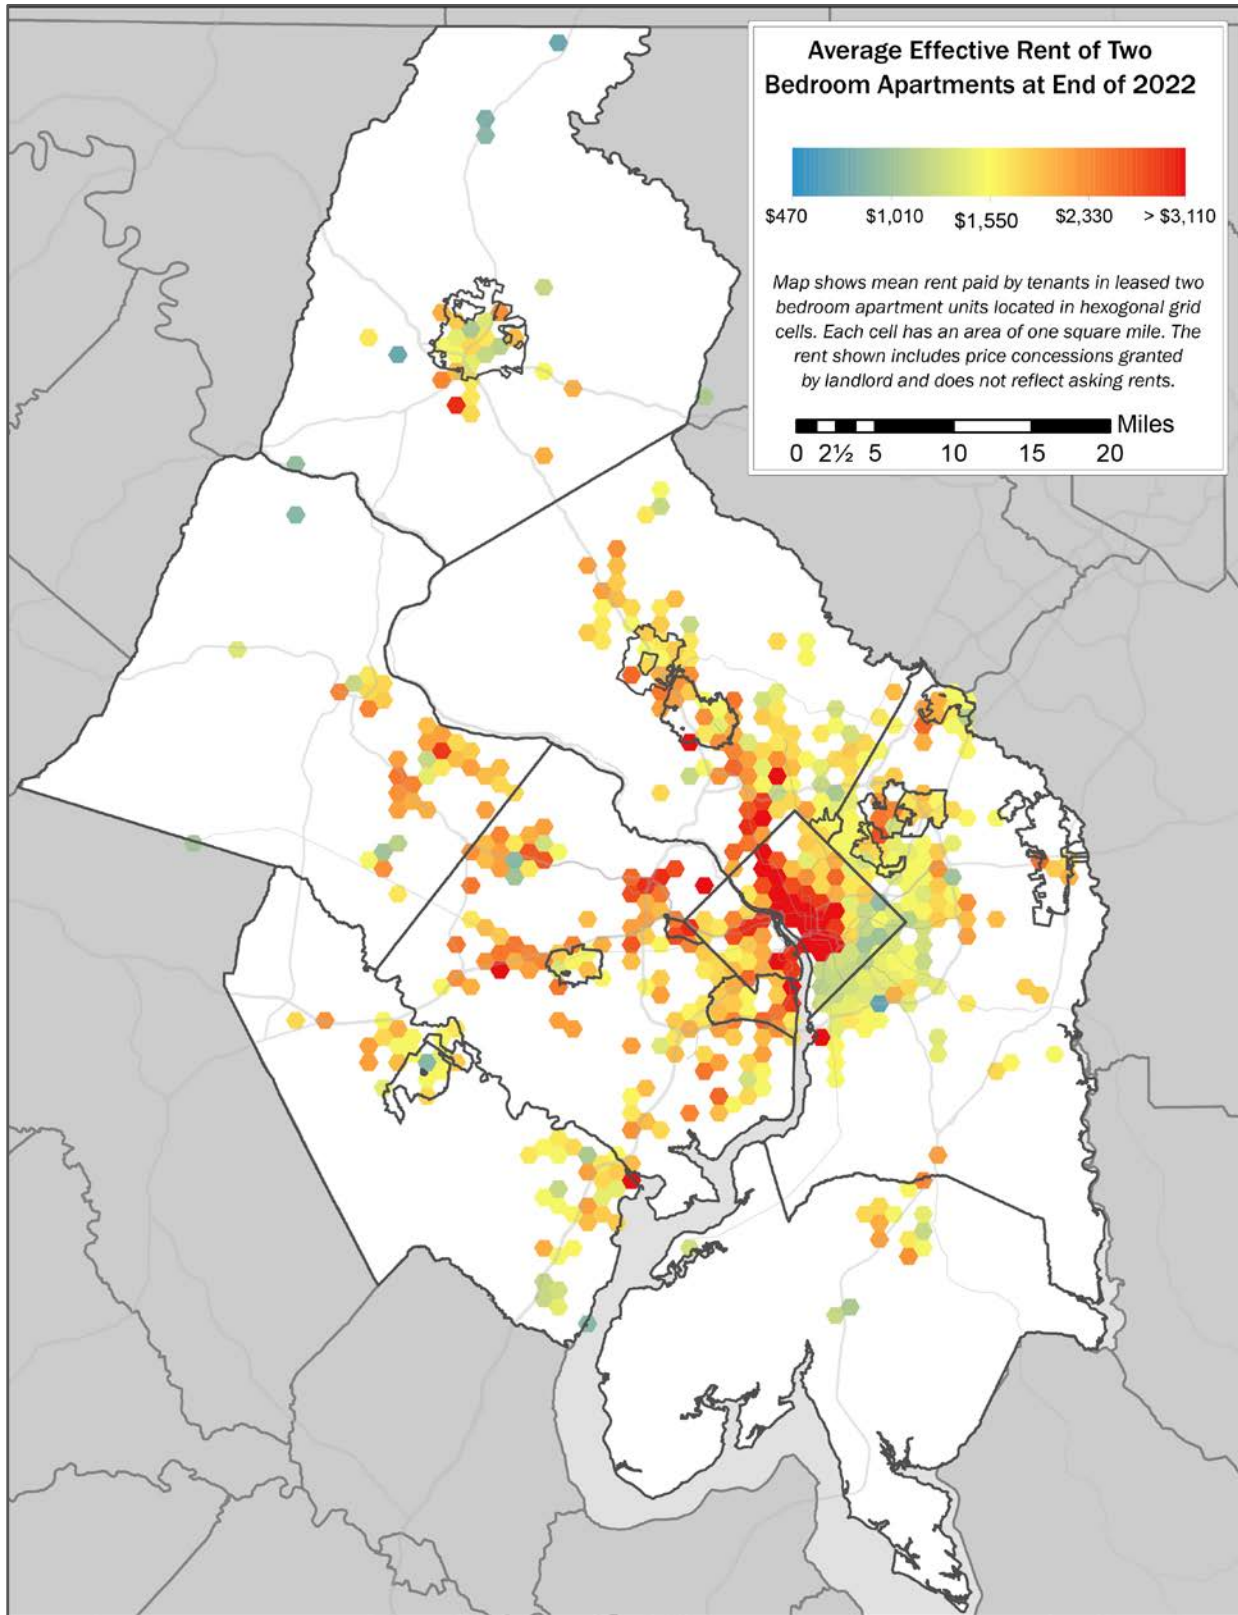 Average Effective Rent of Two
Bedroom Apartments at End of 2022
$470 $1,010 $1,550 $2,330 > $3,110
Map shows mean rent paid by tenants in leased two
bedroom apartment units located in hexogonal grid
cells. Each cell has an area of one square mile. The
rent shown includes price concessions granted
by landlord and does not reflect asking rents.
Miles
0 2½ 5 10 15 20